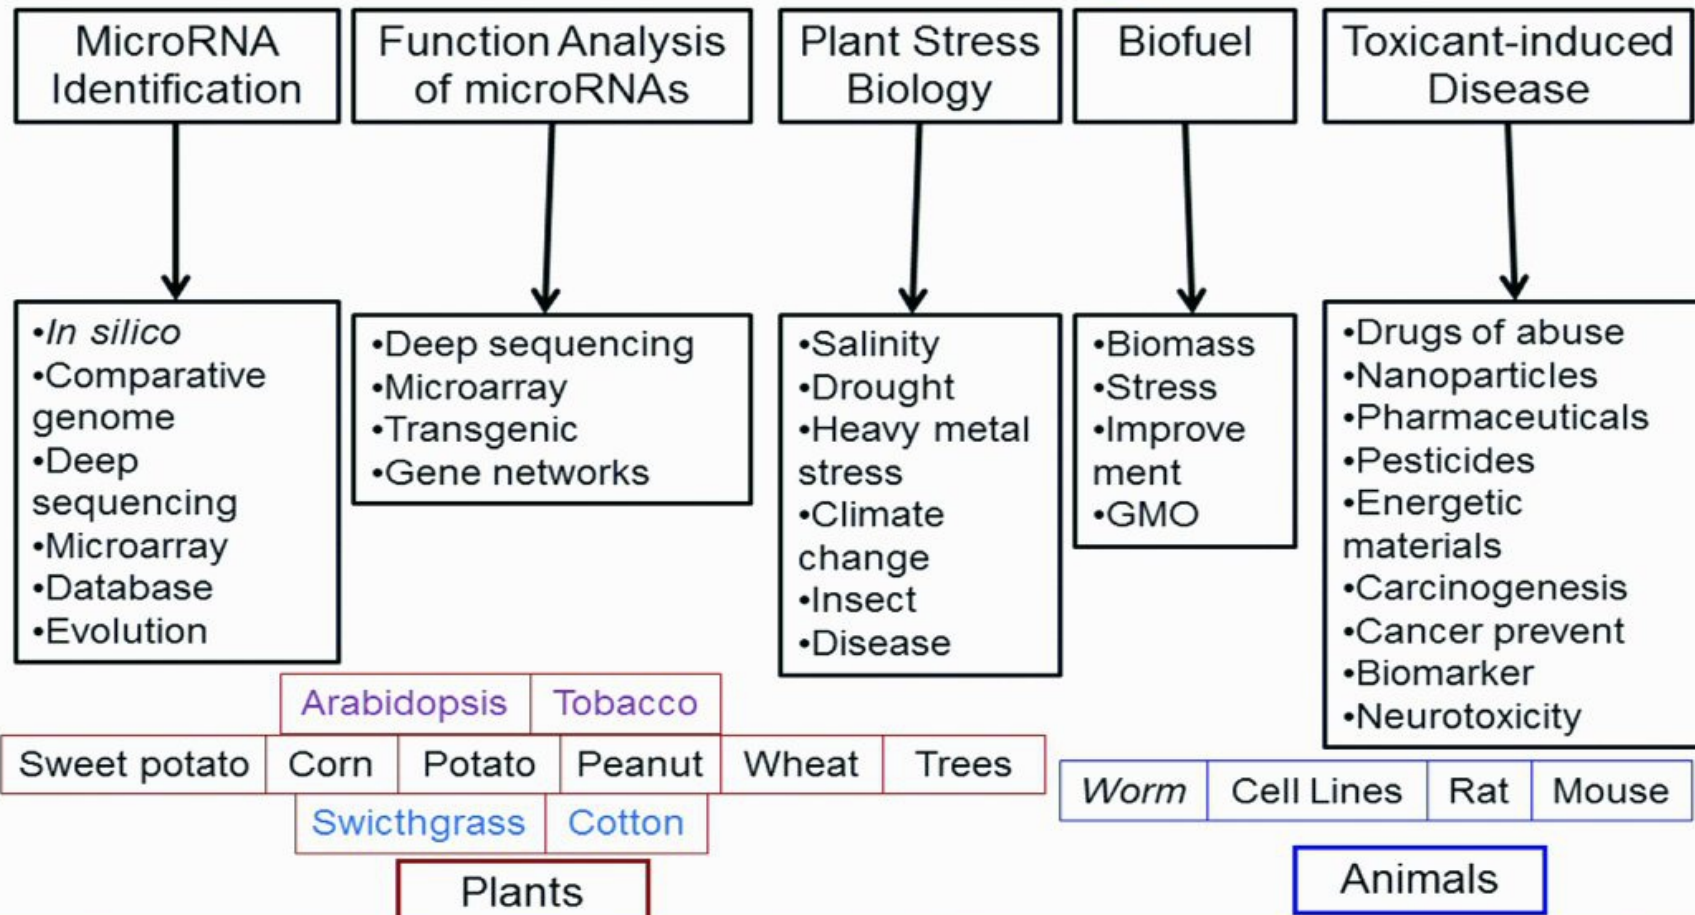 MicroRNA
Identification
Function Analysis
of microRNAs
Plant Stress
Biology
Biofuel
Toxicant-induced
Disease
•In silico
•Comparative
genome
•Deep
sequencing
•Microarray
•Database
•Evolution
•Deep sequencing
•Microarray
•Transgenic
•Gene networks
•Salinity
•Drought
•Heavy metal
stress
•Climate
change
•Insect
•Disease
•Biomass
•Stress
•Improve
ment
•GMO
•Drugs of abuse
•Nanoparticles
•Pharmaceuticals
•Pesticides
•Energetic
materials
•Carcinogenesis
•Cancer prevent
•Biomarker
•Neurotoxicity
Arabidopsis Tobacco
Sweet potato Corn Potato Peanut Wheat Trees
Swicthgrass Cotton
Plants
Worm Cell Lines Rat Mouse
Animals